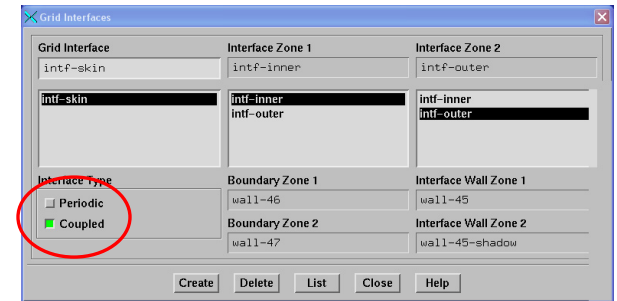 Grid Interfaces
Grid Interface
Interface Zone 1
Interface Zone 2
intf-skin
intf-inner
intf-outer
intf-skin
intf-inner
intf-outer
intf-inner
intf-outer
Interface Type
Periodic
Coupled
Boundary Zone 1
Interface Wall Zone 1
wall-46
wall-45
Boundary Zone 2
Interface Wall Zone 2
wall-47
wall-45-shadow
Create
Delete
List
Close
Help